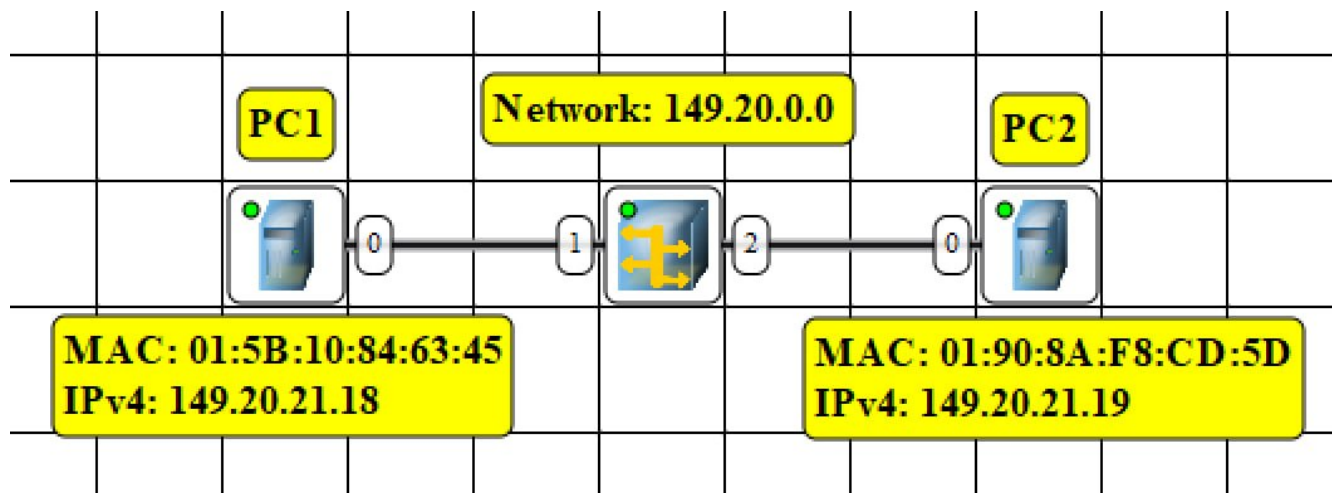 PC1
Network: 149.20.0.0
PC2
0
1
2
0
MAC: 01:5B:10:84:63:45
IPv4: 149.20.21.18
MAC: 01:90:8A:F8:CD:5D
IPv4: 149.20.21.19